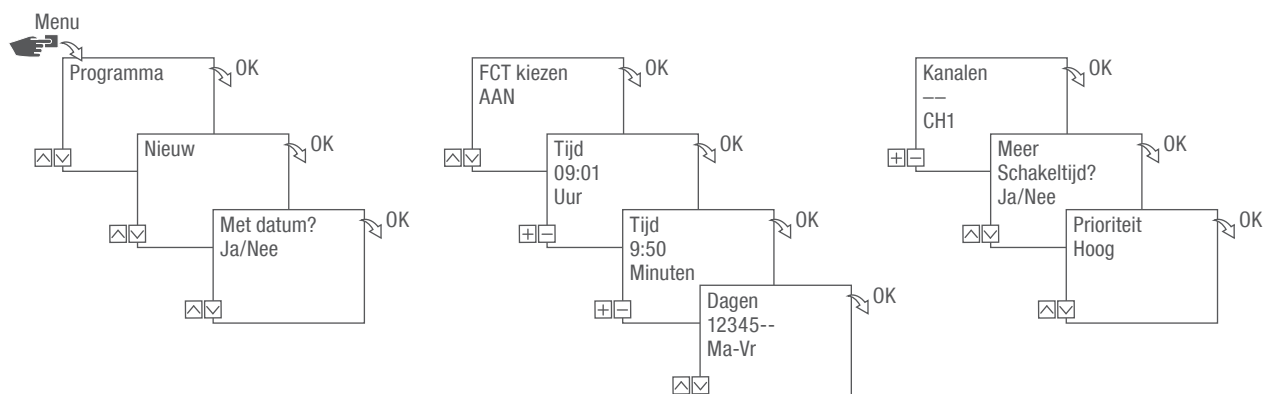 Menu
Programma
OK
Nieuw
OK
Met datum?
Ja/Nee
OK
FCT kiezen
AAN
OK
Tijd
09:01
Uur
OK
Tijd
9:50
Minuten
OK
Dagen
12345--
Ma-Vr
OK
Kanalen
––
CH1
OK
Meer
Schakeltijd?
Ja/Nee
OK
Prioriteit
Hoog
OK